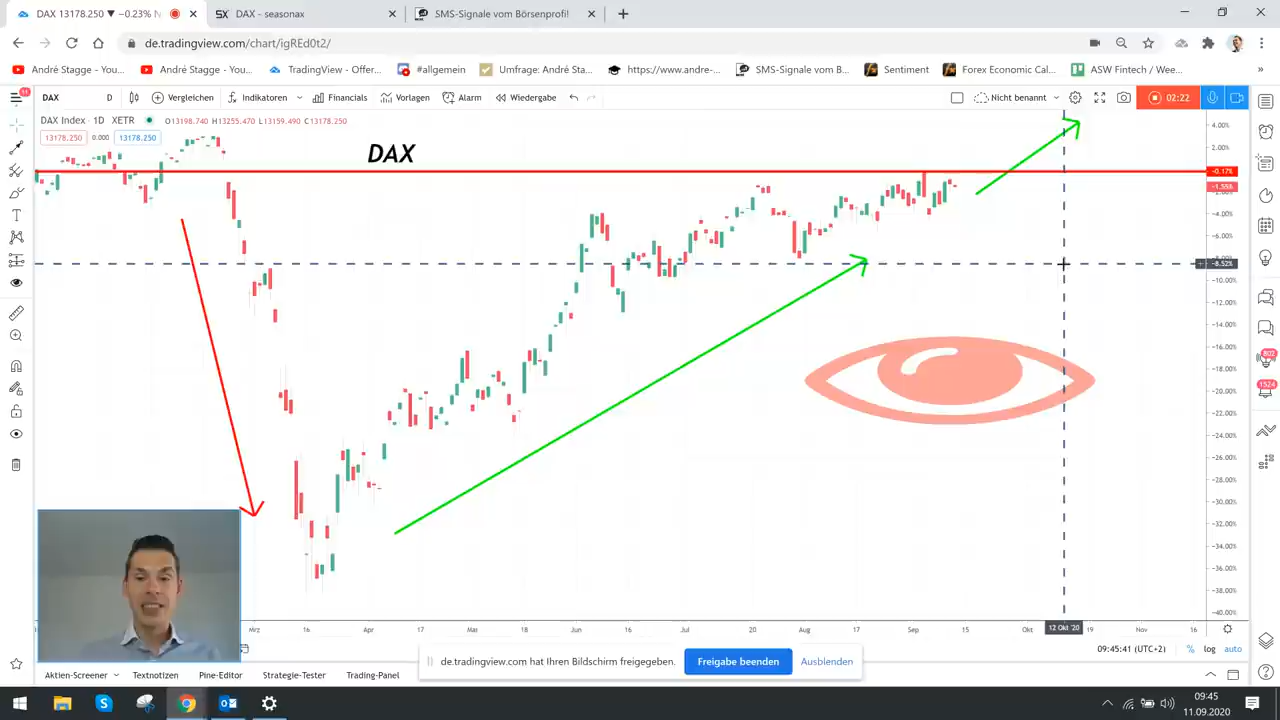 DAX 13178.250 ▼ −0.23% N
DAX – seasonax
SMS-Signale vom Börsenprofi!
de.tradingview.com/chart/igREd0t2/
André Stagge - You...
André Stagge - You...
TradingView – Offer...
#allgemein
Umfrage: André Sta...
https://www.andre-...
SMS-Signale vom B...
Sentiment
Forex Economic Cal...
ASW Fintech / Wee...
»
11
DAX
D
Vergleichen
Indikatoren
Financials
Vorlagen
Alarm
Wiedergabe
Nicht benannt
02:22
DAX Index · 1D XETR
O13198.740 H13255.470 L13159.490 C13178.250
13178.250 0.000 13178.250
DAX
4.00%
2.00%
-0.17%
-1.55%
-4.00%
-6.00%
-8.52%
-10.00%
-12.00%
-14.00%
-16.00%
-18.00%
-20.00%
-22.00%
-24.00%
-26.00%
-28.00%
-30.00%
-32.00%
-34.00%
-36.00%
-38.00%
-40.00%
802
1524
Mrz 16 Apr 17 Mai 18 Jun 16 Jul 20 Aug 17 Sep 15 Okt 12 Okt '20 19 Nov 16
09:45:41 (UTC+2) % log auto
de.tradingview.com hat Ihren Bildschirm freigegeben.
Freigabe beenden
Ausblenden
Aktien-Screener
Textnotizen
Pine-Editor
Strategie-Tester
Trading-Panel
09:45
11.09.2020